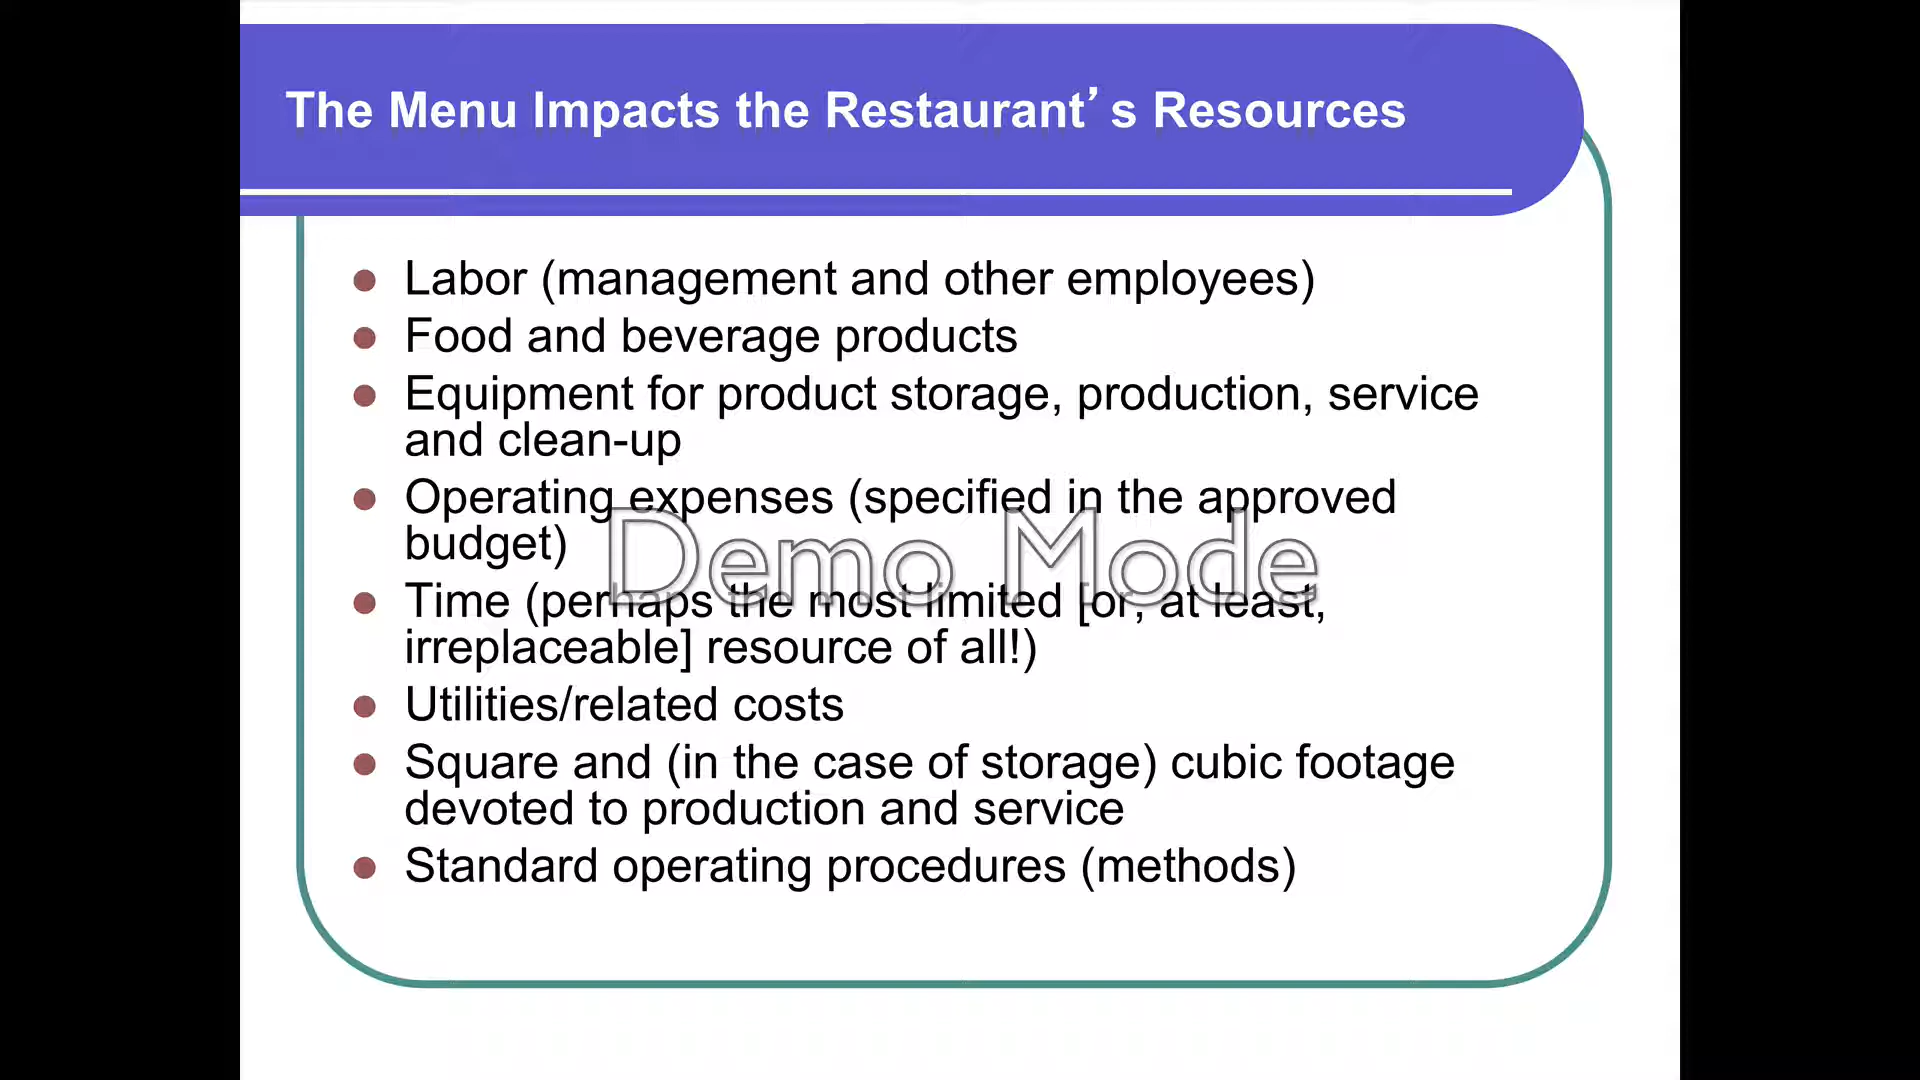 The Menu Impacts the Restaurant’s Resources
Labor (management and other employees)
Food and beverage products
Equipment for product storage, production, service
and clean-up
Operating expenses (specified in the approved
budget)
Demo Mode
Time (perhaps the most limited [or, at least,
irreplaceable] resource of all!)
Utilities/related costs
Square and (in the case of storage) cubic footage
devoted to production and service
Standard operating procedures (methods)